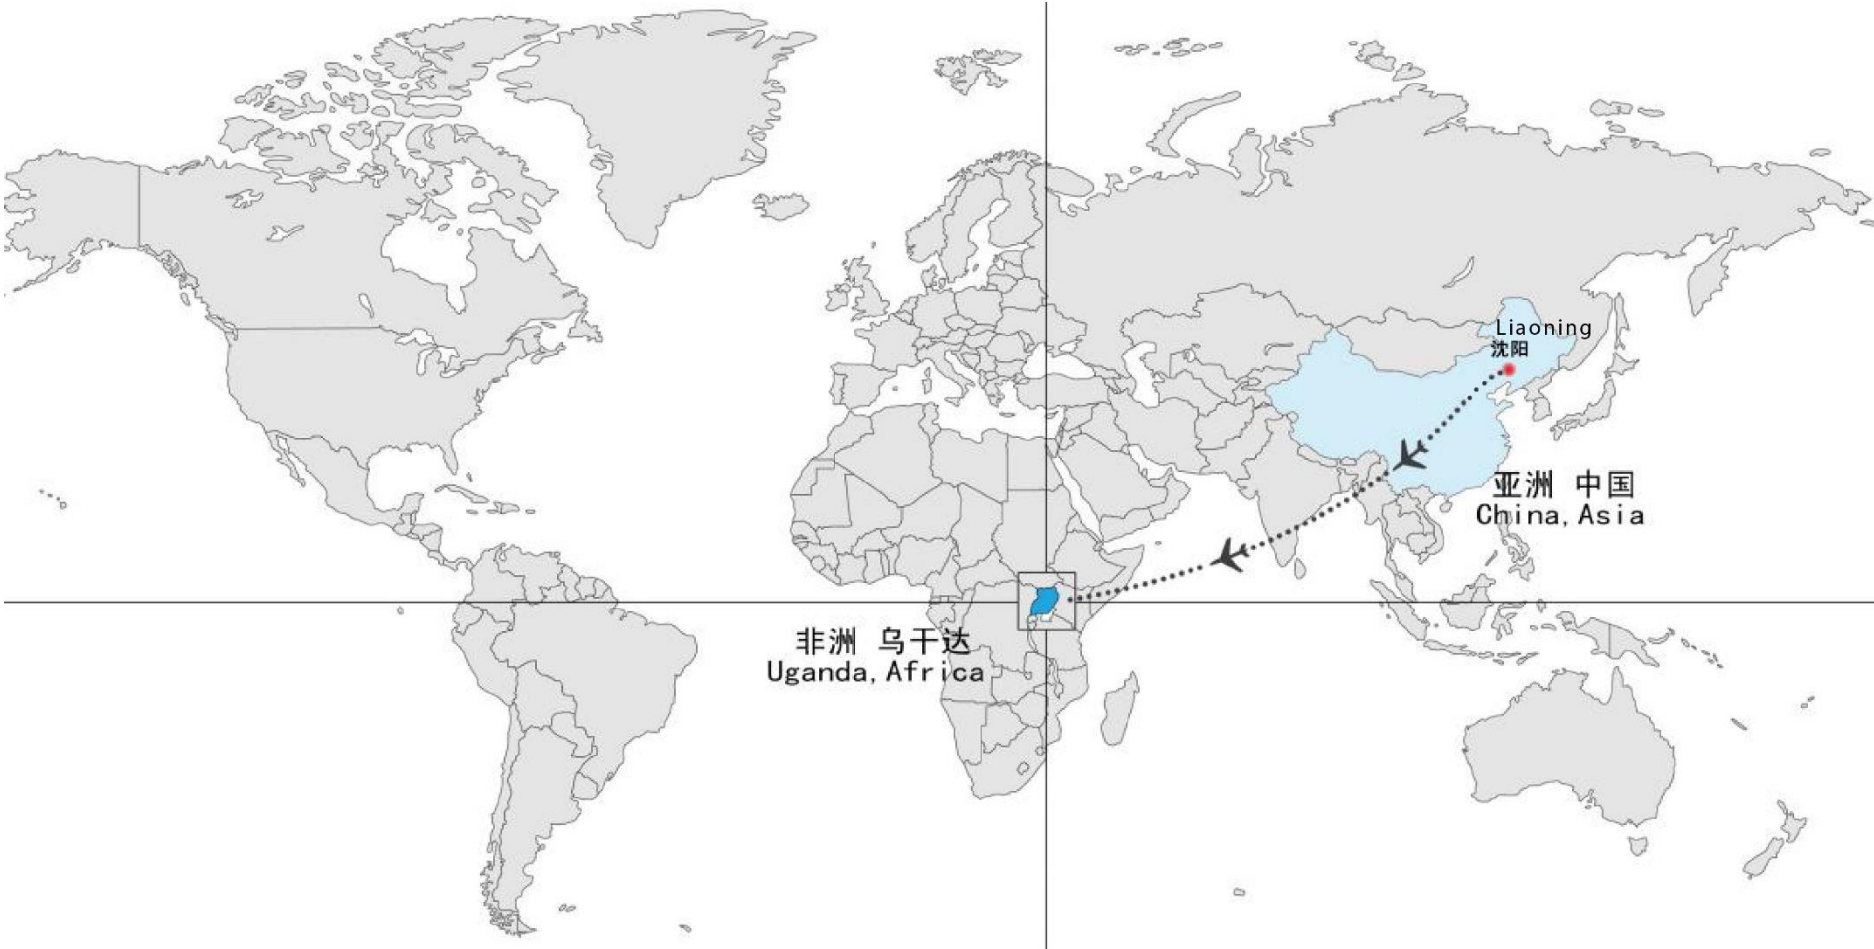 Liaoning
沈阳
亚洲 中国
China, Asia
非洲 乌干达
Uganda, Africa